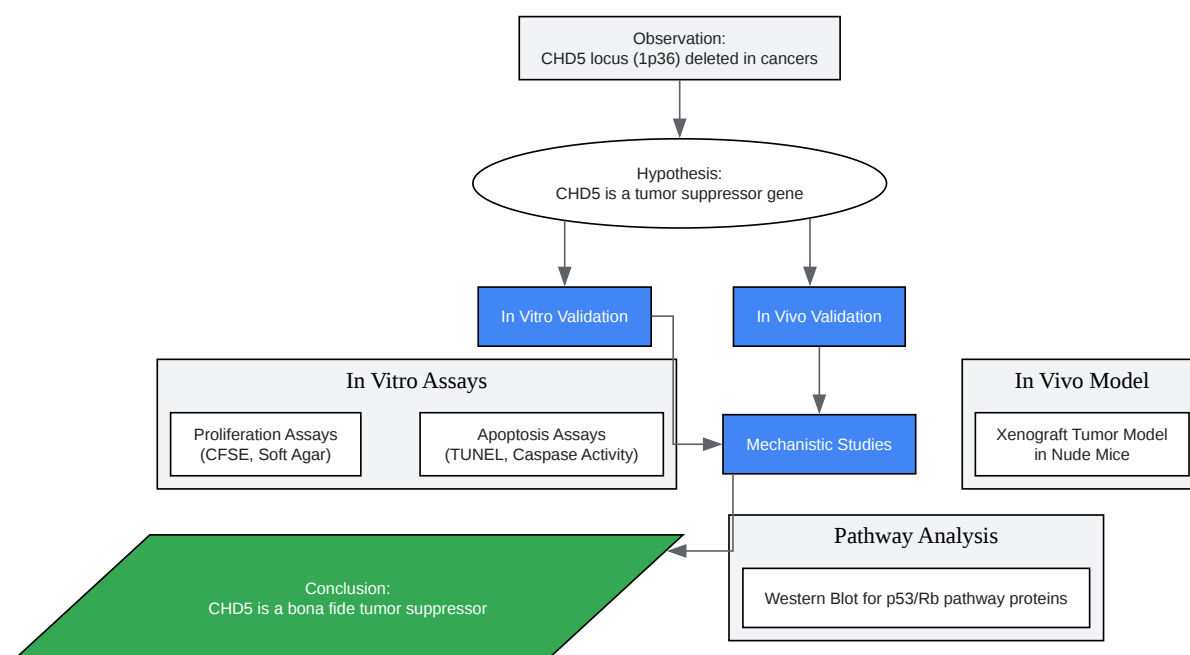 Observation:
CHD5 locus (1p36) deleted in cancers
Hypothesis:
CHD5 is a tumor suppressor gene
In Vitro Validation
In Vivo Validation
In Vitro Assays
Proliferation Assays
(CFSE, Soft Agar)
Apoptosis Assays
(TUNEL, Caspase Activity)
Mechanistic Studies
In Vivo Model
Xenograft Tumor Model
in Nude Mice
Pathway Analysis
Western Blot for p53/Rb pathway proteins
Conclusion:
CHD5 is a bona fide tumor suppressor